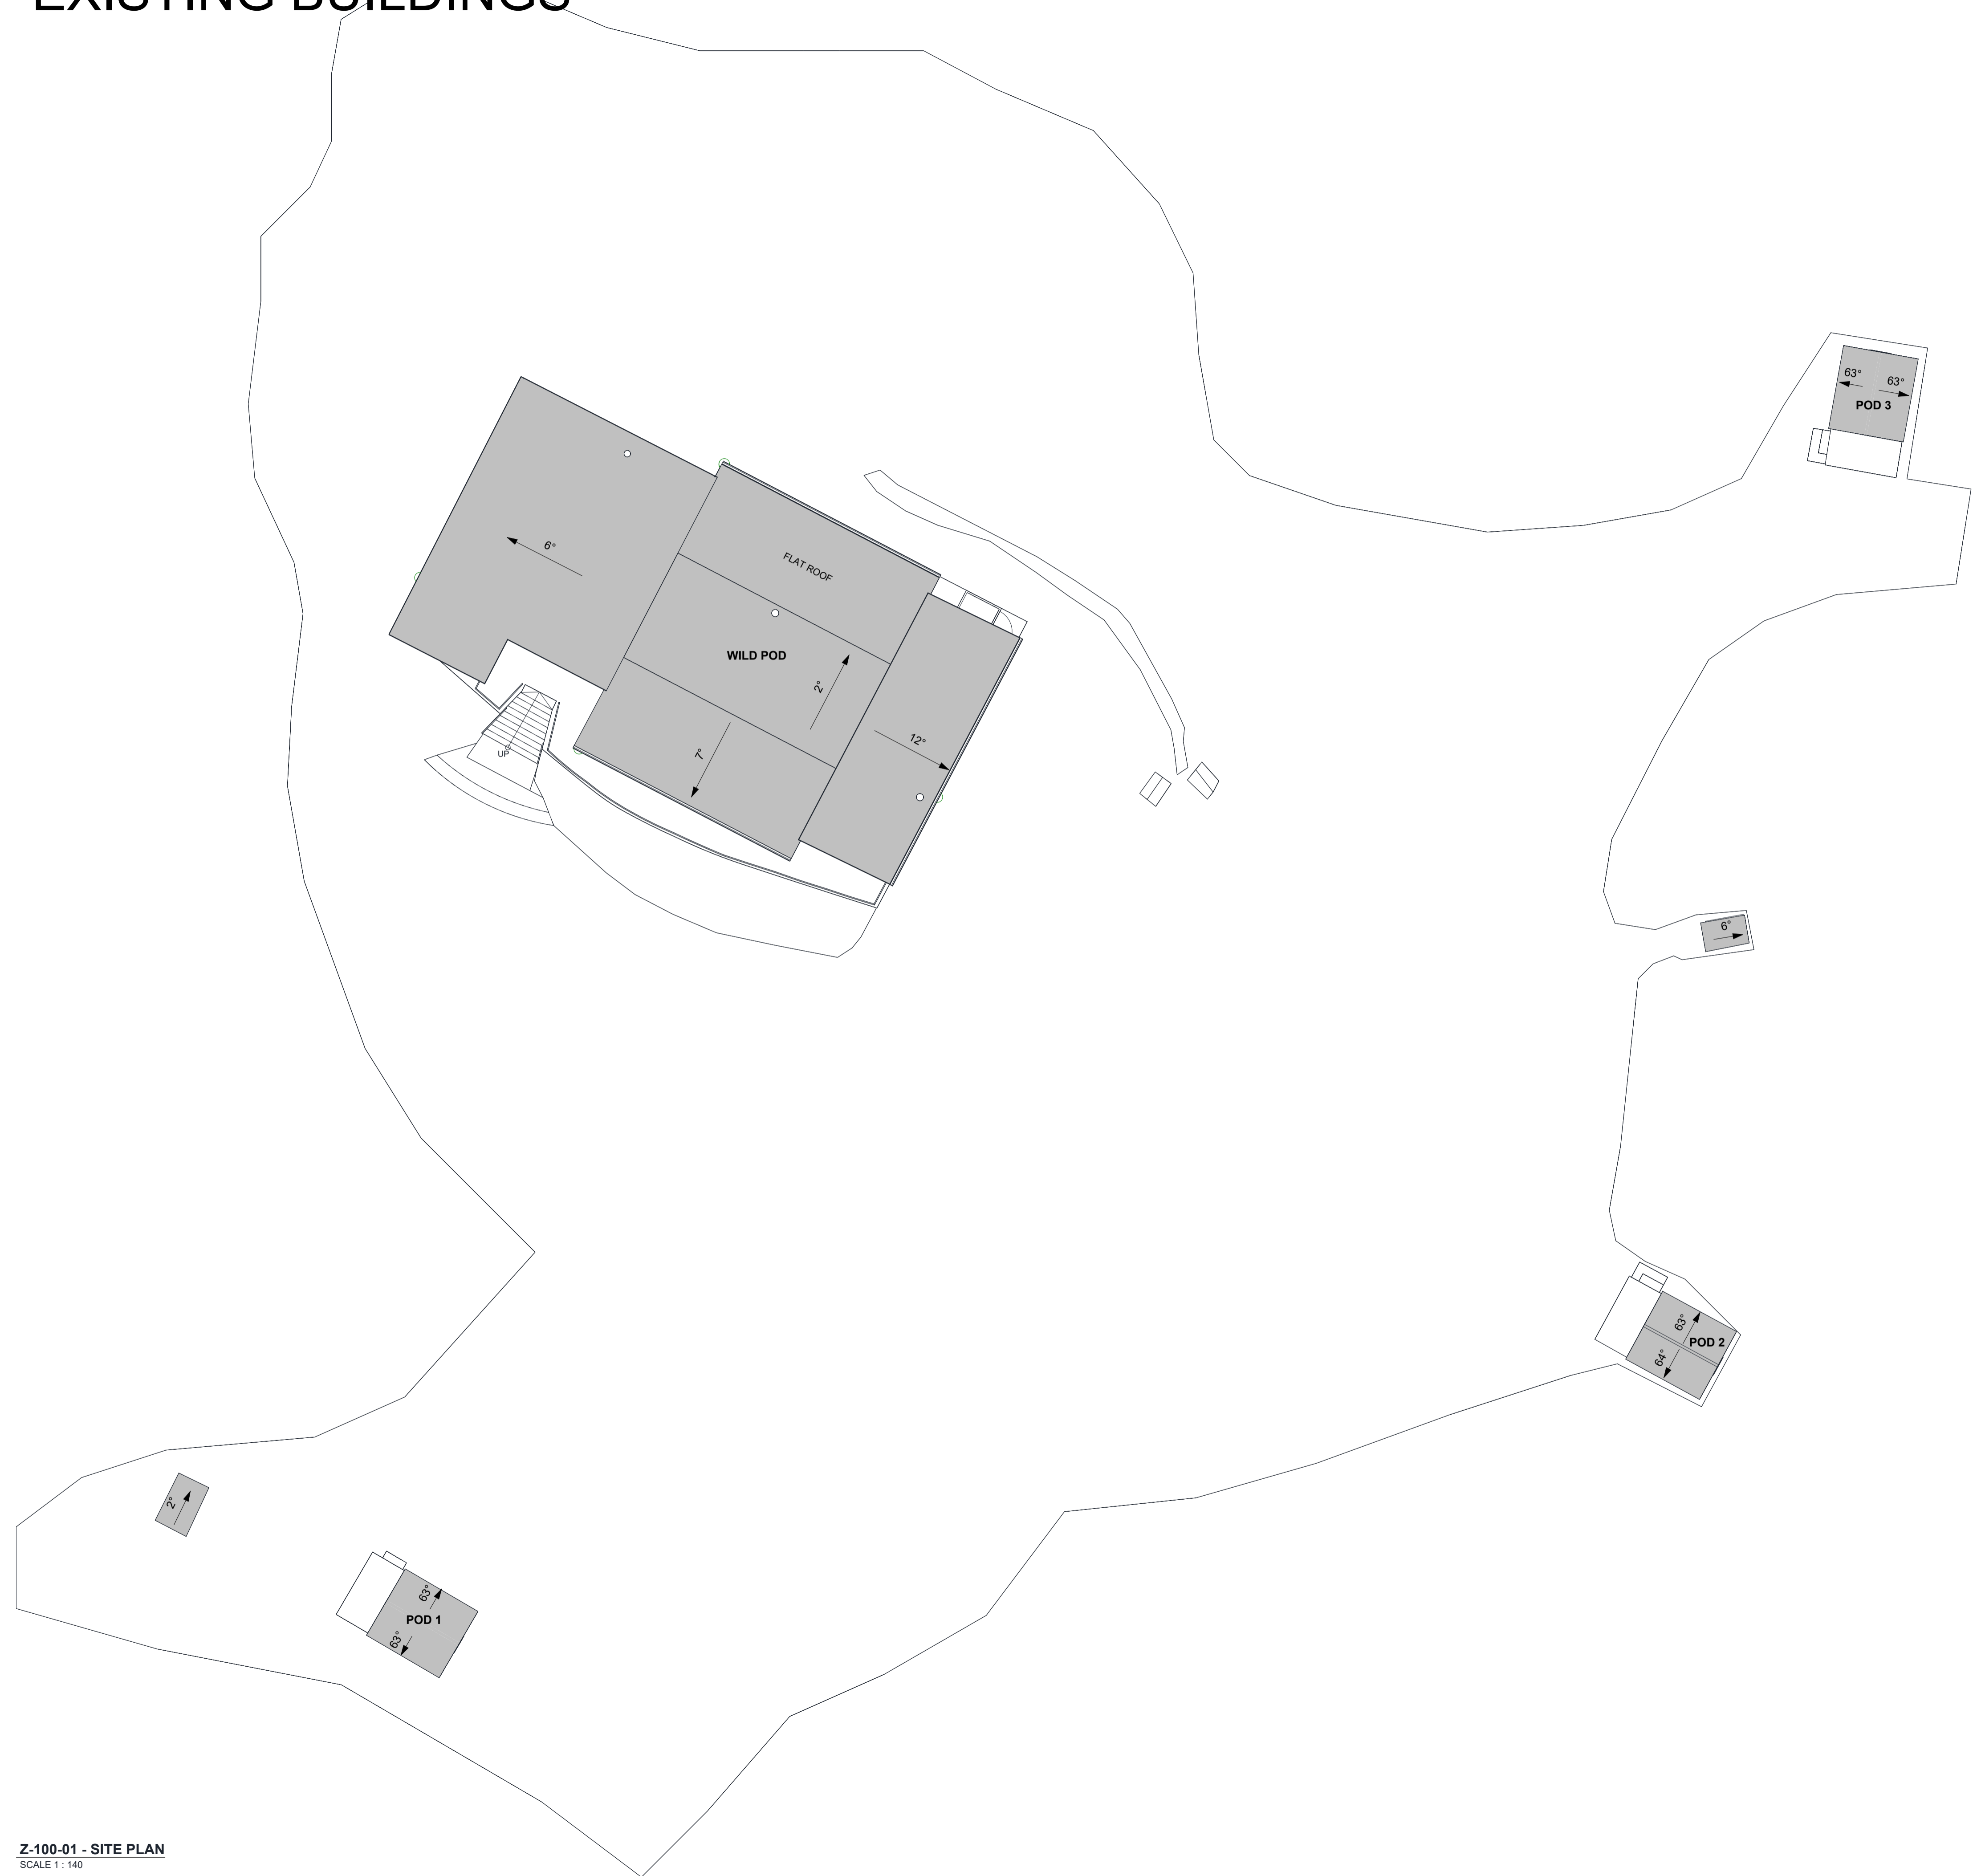 EXISTING BUILDINGS
63°
63°
POD 3
6°
FLAT ROOF
WILD POD
2°
7°
12°
UP
6°
63°
POD 2
64°
2°
63°
POD 1
63°
Z-100-01 - SITE PLAN
SCALE 1 : 140